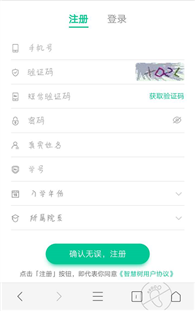 注册 登录
手机号
验证码
短信验证码 获取验证码
密码
真实姓名
学号
入学年份
所属院系
确认无误，注册
点击「注册」按钮，即代表你同意《智慧树用户协议》